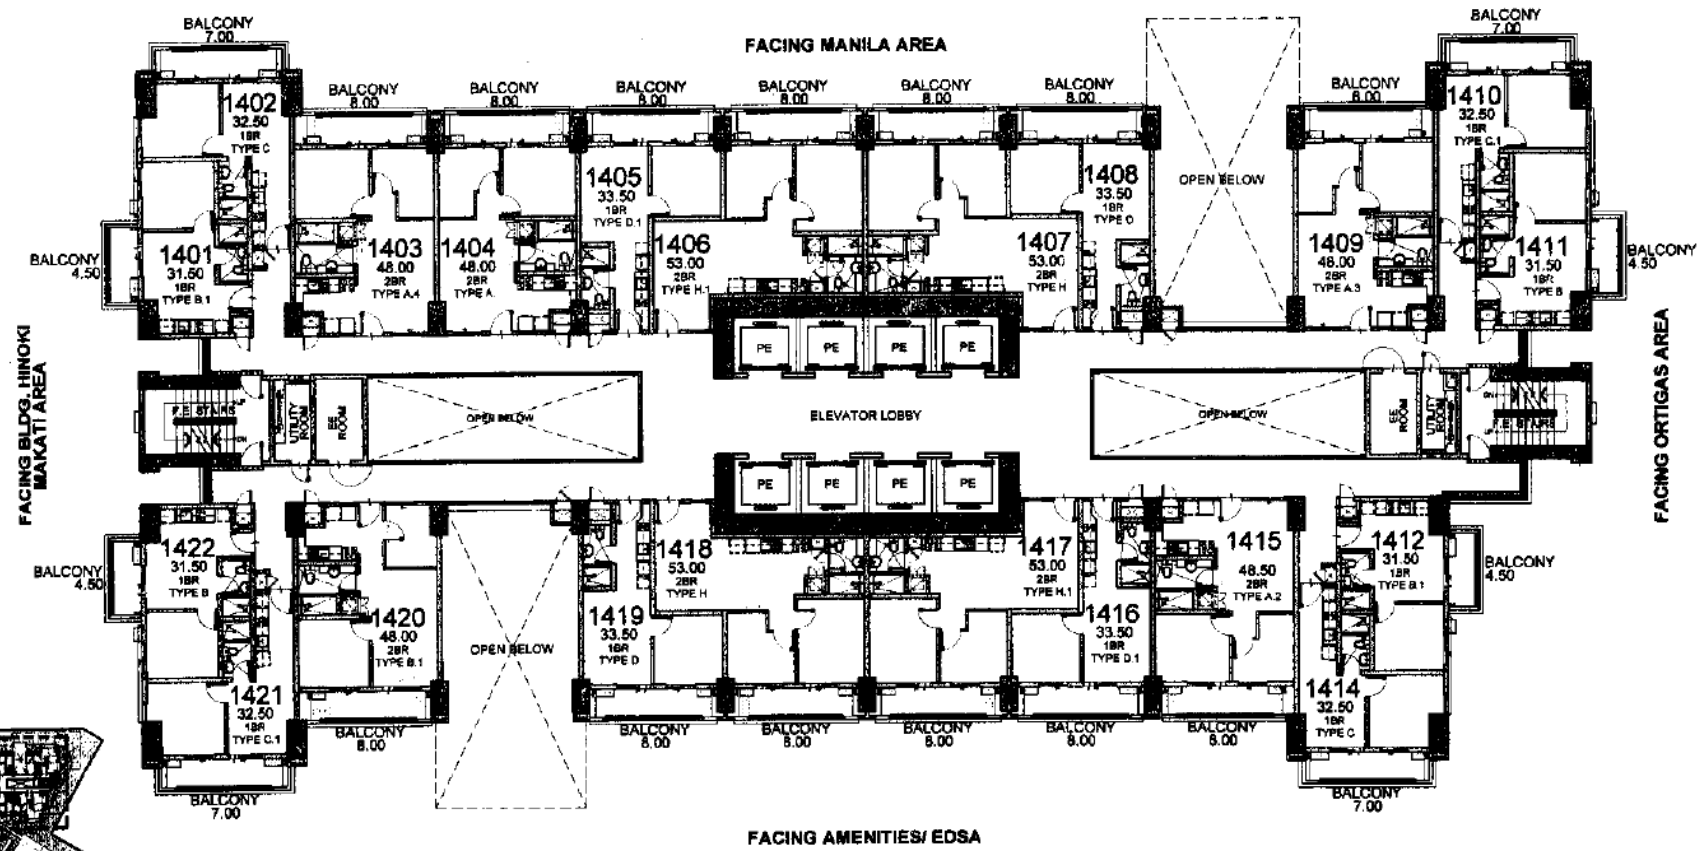 FACING MANILA AREA
BALCONY
7.00
BALCONY
8.00
BALCONY
8.00
BALCONY
8.00
BALCONY
8.00
BALCONY
8.00
BALCONY
8.00
BALCONY
8.00
BALCONY
7.00
1402
32.50
1BR
TYPE C
1401
31.50
1BR
TYPE B.1
BALCONY
4.50
1403
48.00
2BR
TYPE A.4
1404
48.00
2BR
TYPE A
1405
33.50
1BR
TYPE D.1
1406
53.00
2BR
TYPE H.1
1407
53.00
2BR
TYPE H
1408
33.50
1BR
TYPE D
OPEN BELOW
1409
48.00
2BR
TYPE A.3
1410
32.50
1BR
TYPE C.1
1411
31.50
1BR
TYPE B
BALCONY
4.50
FACING BLDG. HINOKI
MAKATI AREA
FACING ORTIGAS AREA
PE
PE
PE
PE
F.E STAIRS
UP
DN
UTILITY
ROOM
EE
ROOM
OPEN BELOW
ELEVATOR LOBBY
OPEN BELOW
EE
ROOM
UTILITY
ROOM
DN
UP
F.E STAIRS
PE
PE
PE
PE
1422
31.50
1BR
TYPE B
BALCONY
4.50
1421
32.50
1BR
TYPE C.1
1420
48.00
2BR
TYPE B.1
OPEN BELOW
1419
33.50
1BR
TYPE D
1418
53.00
2BR
TYPE H
1417
53.00
2BR
TYPE H.1
1416
33.50
1BR
TYPE D.1
1415
48.50
2BR
TYPE A.2
1414
32.50
1BR
TYPE C
1412
31.50
1BR
TYPE B.1
BALCONY
4.50
BALCONY
7.00
BALCONY
8.00
BALCONY
8.00
BALCONY
8.00
BALCONY
8.00
BALCONY
8.00
BALCONY
8.00
BALCONY
7.00
FACING AMENITIES/ EDSA